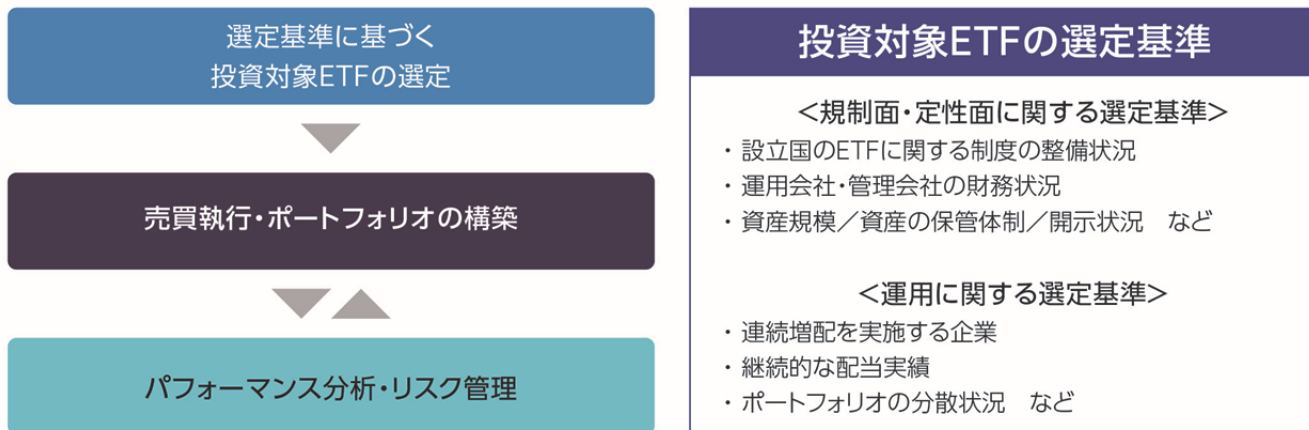 選定基準に基づく
投資対象ETFの選定
売買執行・ポートフォリオの構築
パフォーマンス分析・リスク管理
投資対象ETFの選定基準
＜規制面・定性面に関する選定基準＞
・設立国のETFに関する制度の整備状況
・運用会社・管理会社の財務状況
・資産規模／資産の保管体制／開示状況　など
＜運用に関する選定基準＞
・連続増配を実施する企業
・継続的な配当実績
・ポートフォリオの分散状況　など